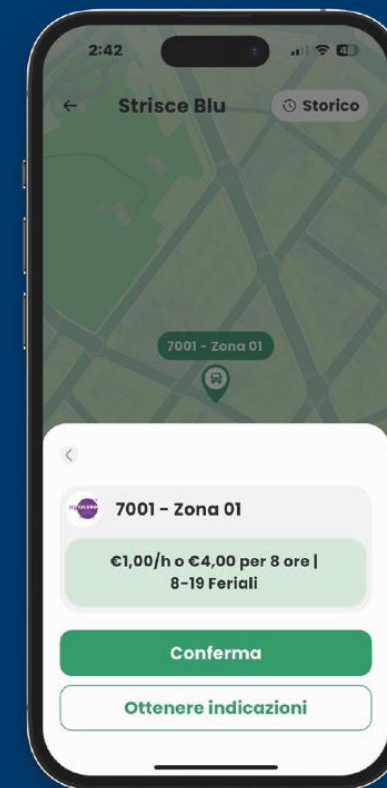 2:42
Strisce Blu
Storico
7001 - Zona 01
7001 - Zona 01
€1,00/h o €4,00 per 8 ore |
8-19 Feriali
Conferma
Ottenere indicazioni